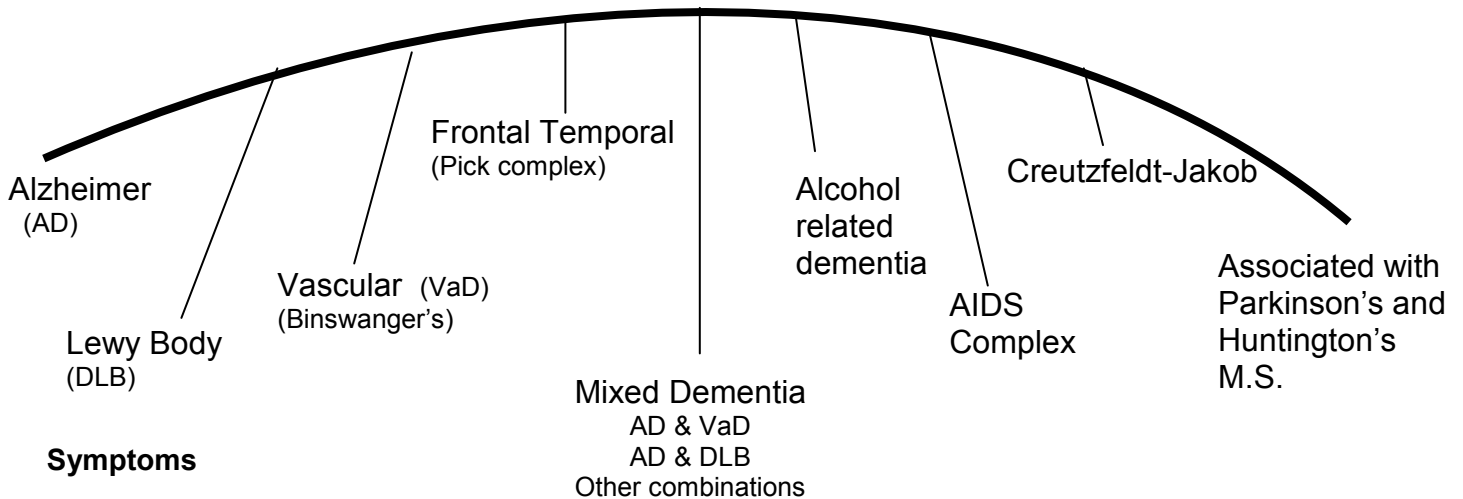 Alzheimer
(AD)
Lewy Body
(DLB)
Vascular (VaD)
(Binswanger's)
Frontal Temporal
(Pick complex)
Mixed Dementia
AD & VaD
AD & DLB
Other combinations
Alcohol
related
dementia
AIDS
Complex
Creutzfeldt-Jakob
Associated with
Parkinson's and
Huntington's
M.S.
Symptoms